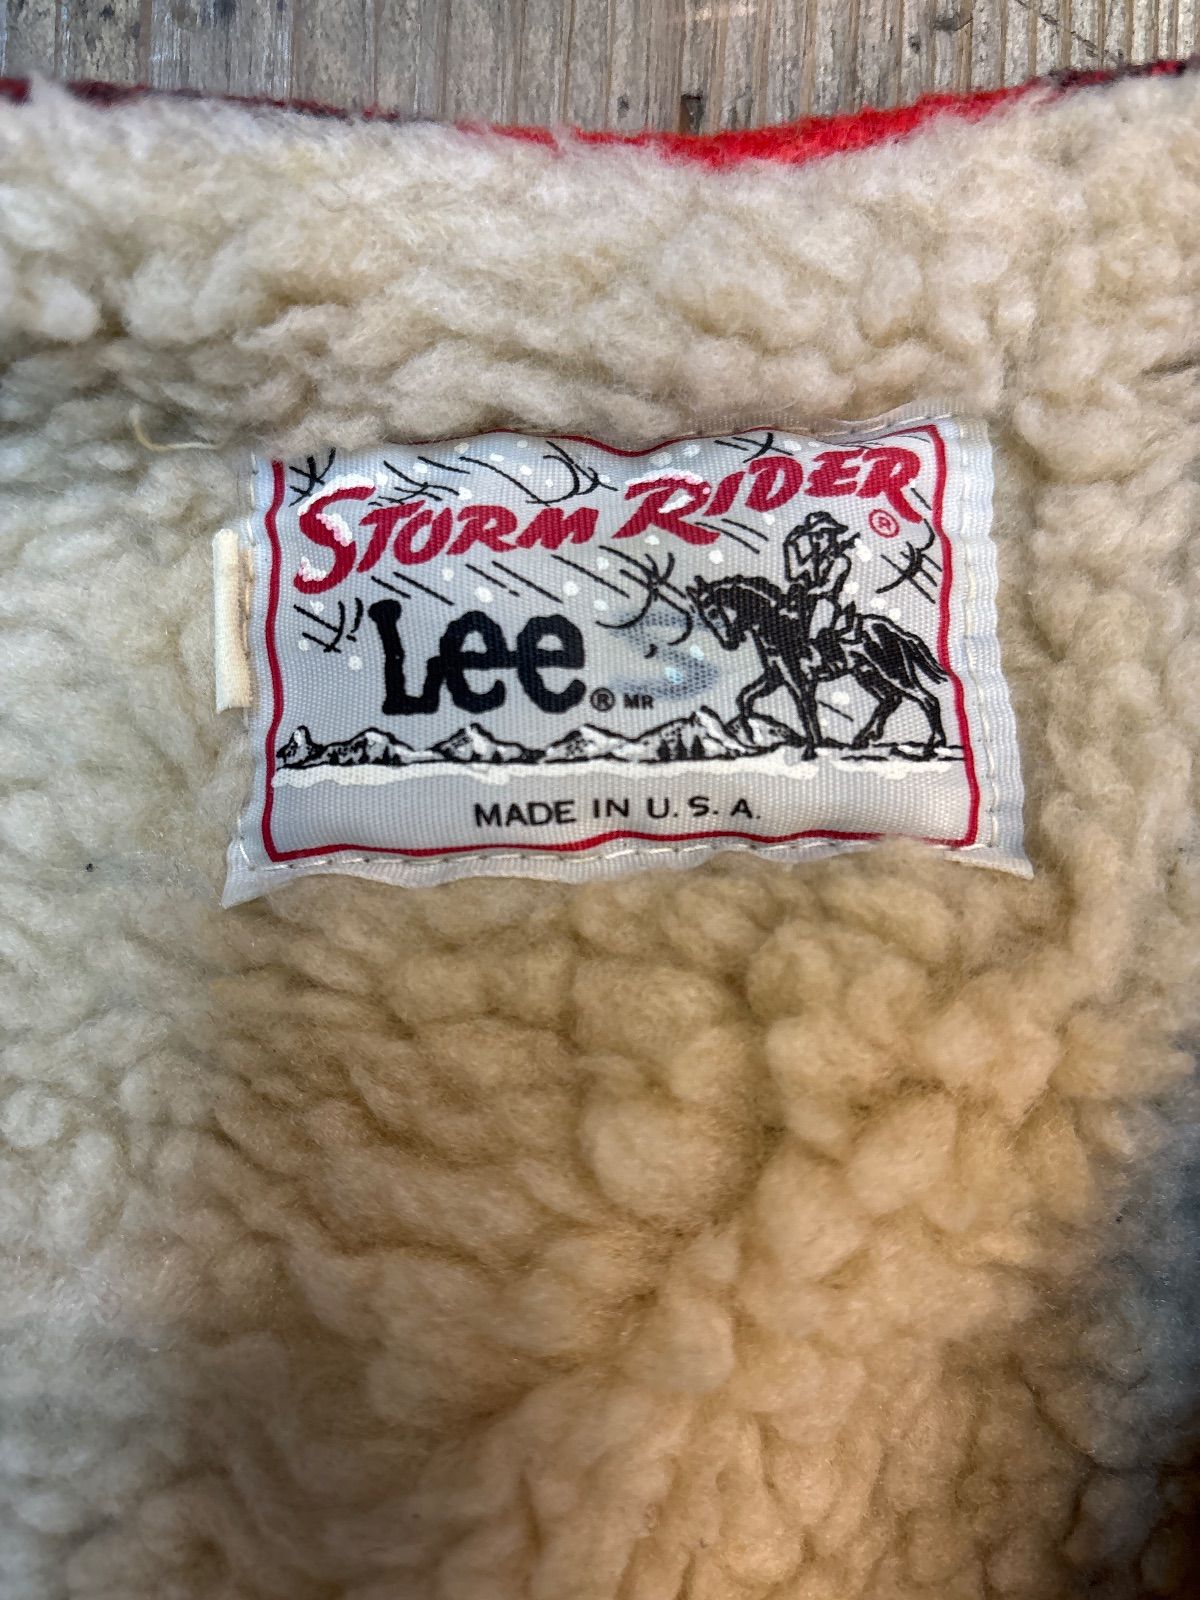 STORM RIDER
®
Lee® MR
MADE IN U.S.A.